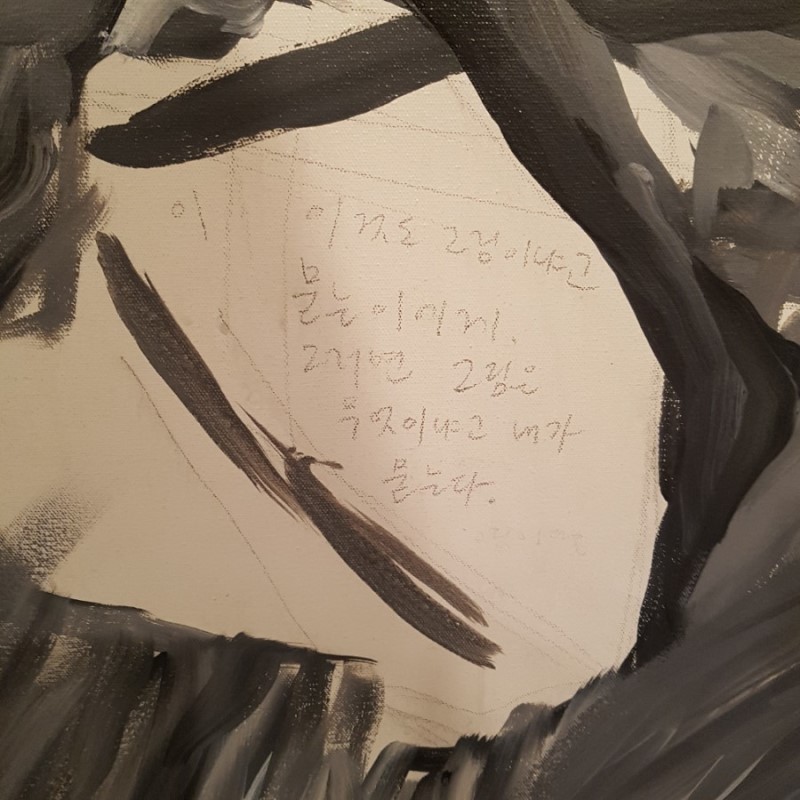 이
이것도 그림이냐고
묻는이에게.
그러면 그림은
무엇이냐고 내가
묻는다.